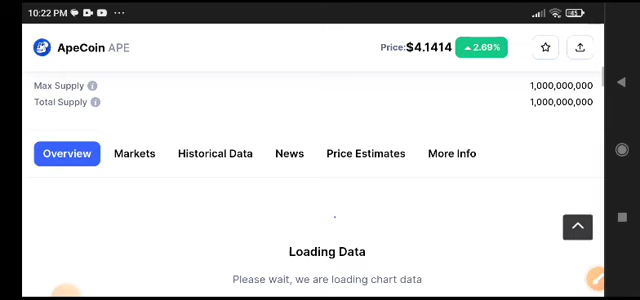 10:22 PM
ApeCoin APE Price:$4.1414 2.69%
Max Supply 1,000,000,000
Total Supply 1,000,000,000
Overview Markets Historical Data News Price Estimates More Info
Loading Data
Please wait, we are loading chart data